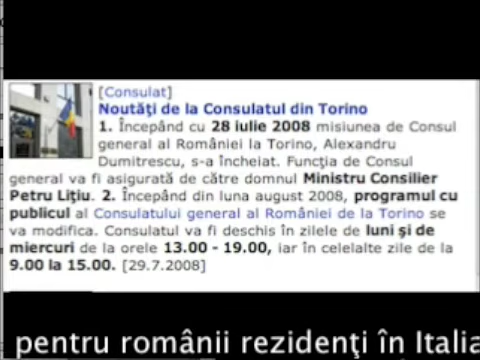 [Consulat]
Noutăţi de la Consulatul din Torino
1. Începând cu 28 iulie 2008 misiunea de Consul
general al României la Torino, Alexandru
Dumitrescu, s-a încheiat. Funcţia de Consul
general va fi asigurată de către domnul Ministru Consilier
Petru Liţiu. 2. Începând din luna august 2008, programul cu
publicul al Consulatului general al României de la Torino se
va modifica. Consulatul va fi deschis în zilele de luni şi de
miercuri de la orele 13.00 - 19.00, iar în celelalte zile de la
9.00 la 15.00. [29.7.2008]
pentru românii rezidenţi în Italia